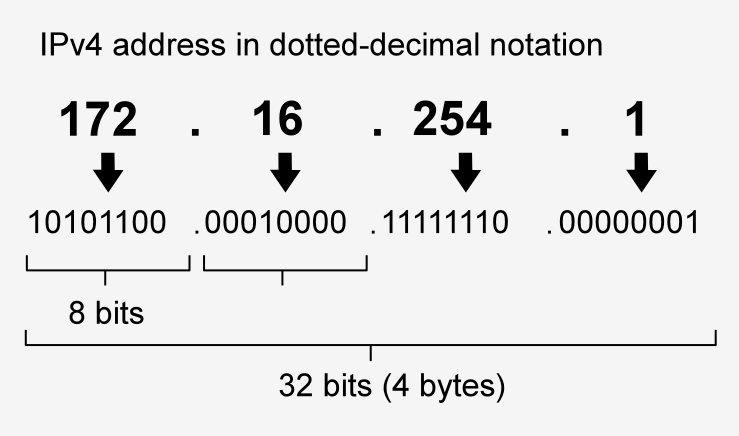 IPv4 address in dotted-decimal notation
172 . 16 . 254 . 1
10101100 .00010000 .11111110 .00000001
8 bits
32 bits (4 bytes)